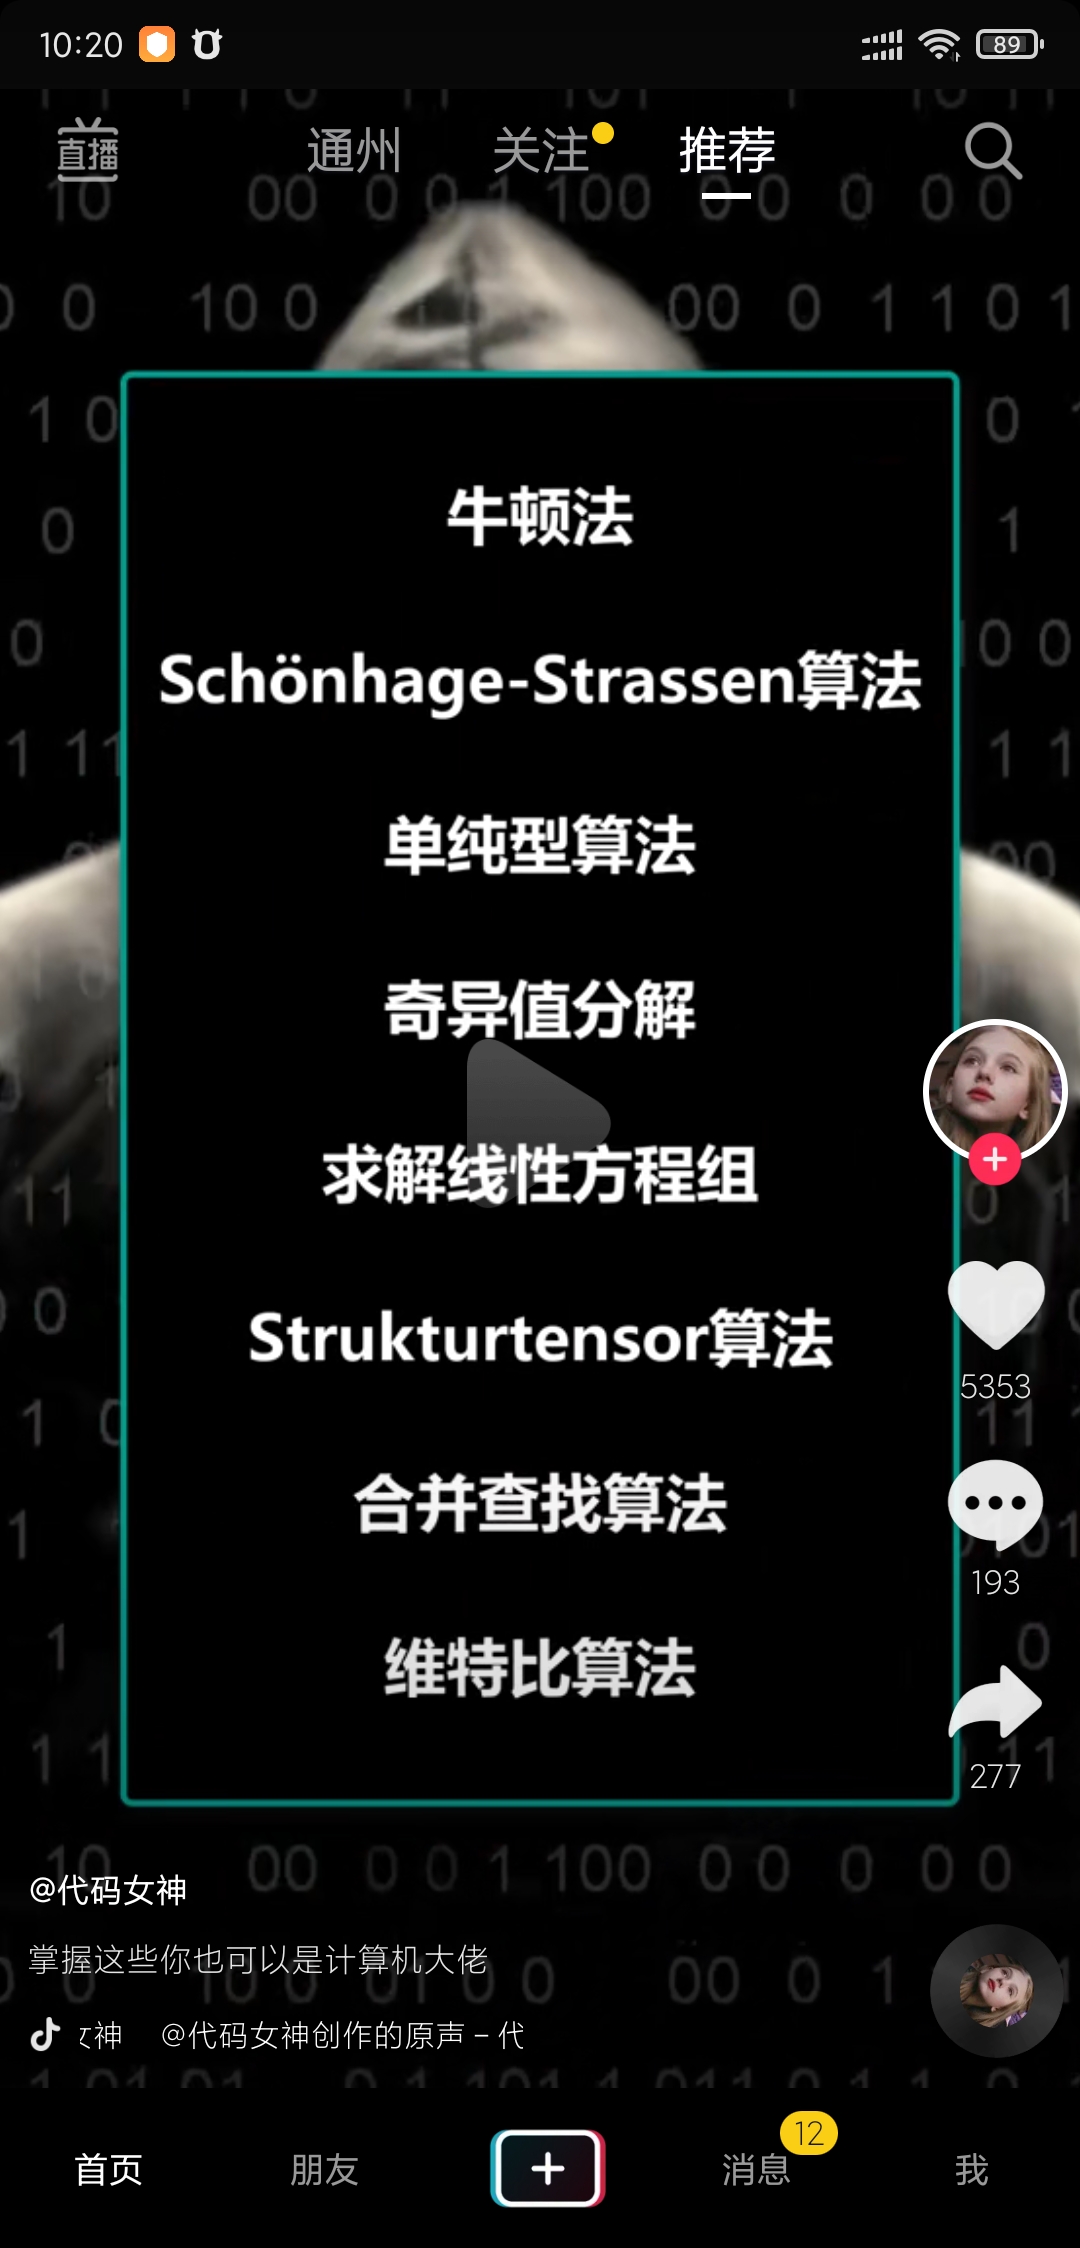 10:20
89
直播
通州
关注
推荐
牛顿法
Schönhage-Strassen算法
单纯型算法
奇异值分解
求解线性方程组
Strukturtensor算法
合并查找算法
维特比算法
5353
193
277
@代码女神
掌握这些你也可以是计算机大佬
女神 @代码女神创作的原声 – 代
首页
朋友
消息
12
我